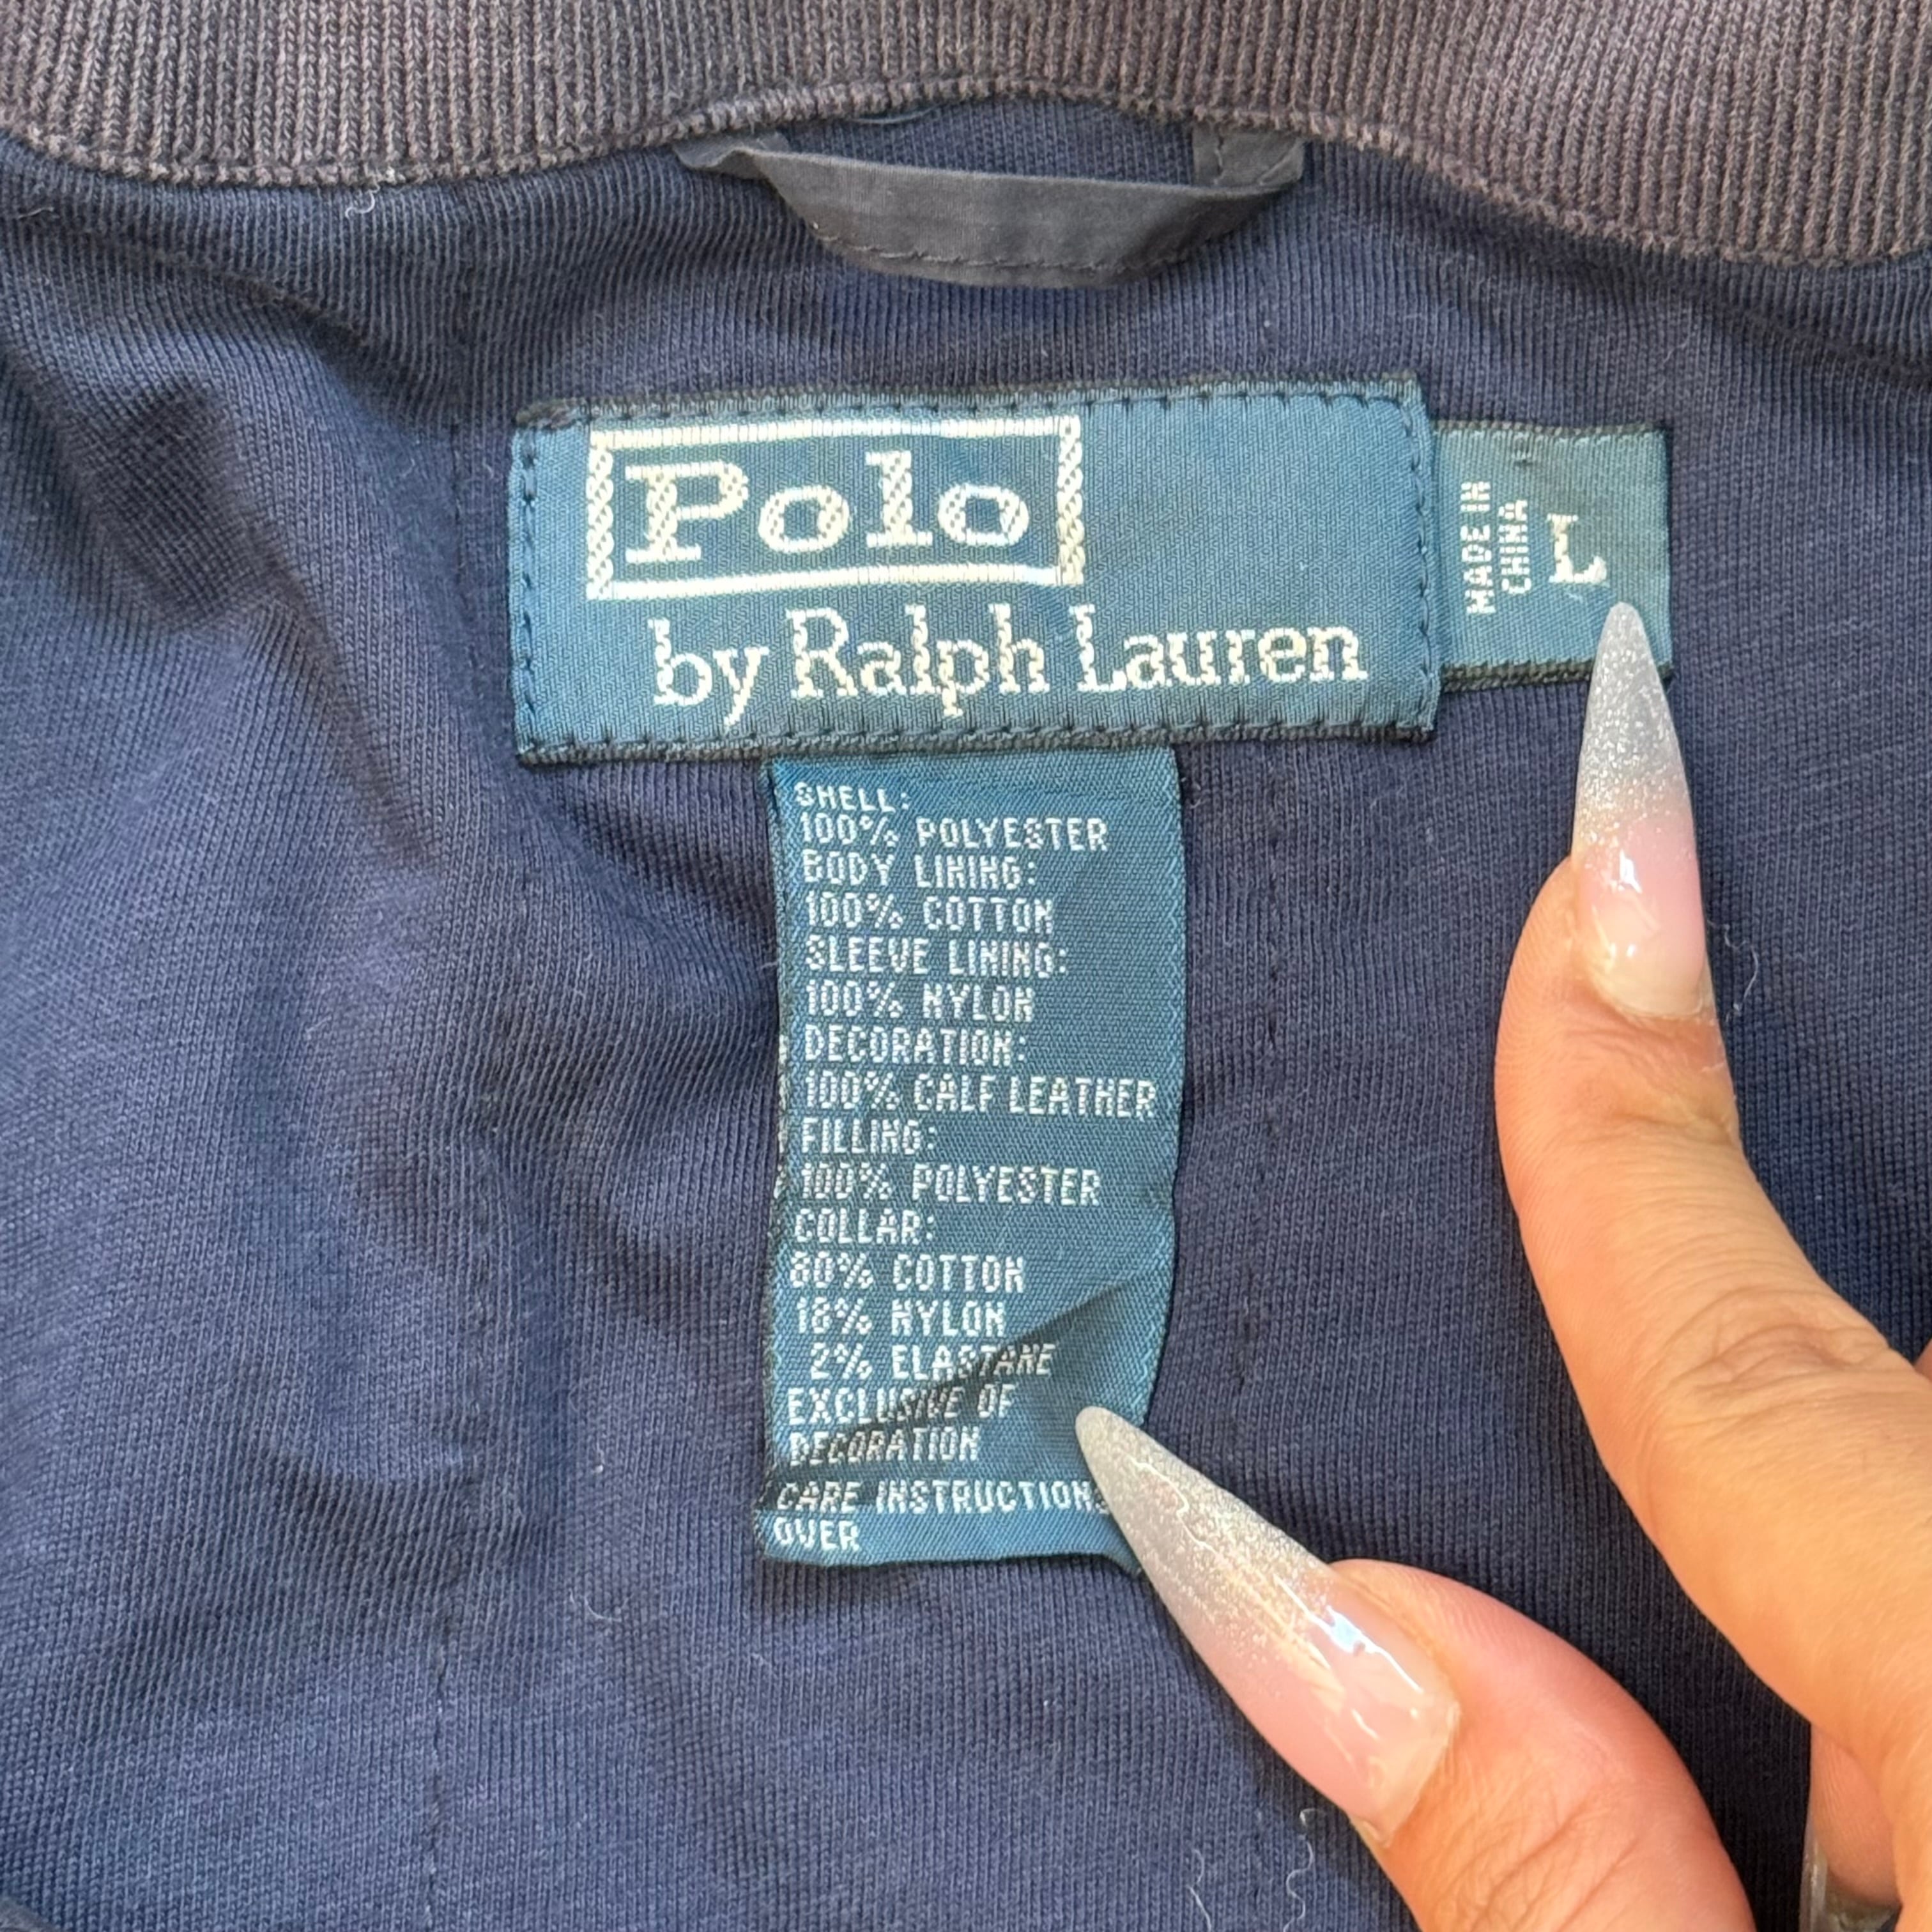 Polo
by Ralph Lauren
MADE IN
CHINA
L
SHELL:
100% POLYESTER
BODY LINING:
100% COTTON
SLEEVE LINING:
100% NYLON
DECORATION:
100% CALF LEATHER
FILLING:
100% POLYESTER
COLLAR:
80% COTTON
18% NYLON
2% ELASTANE
EXCLUSIVE OF
DECORATION
CARE INSTRUCTIONS
OVER